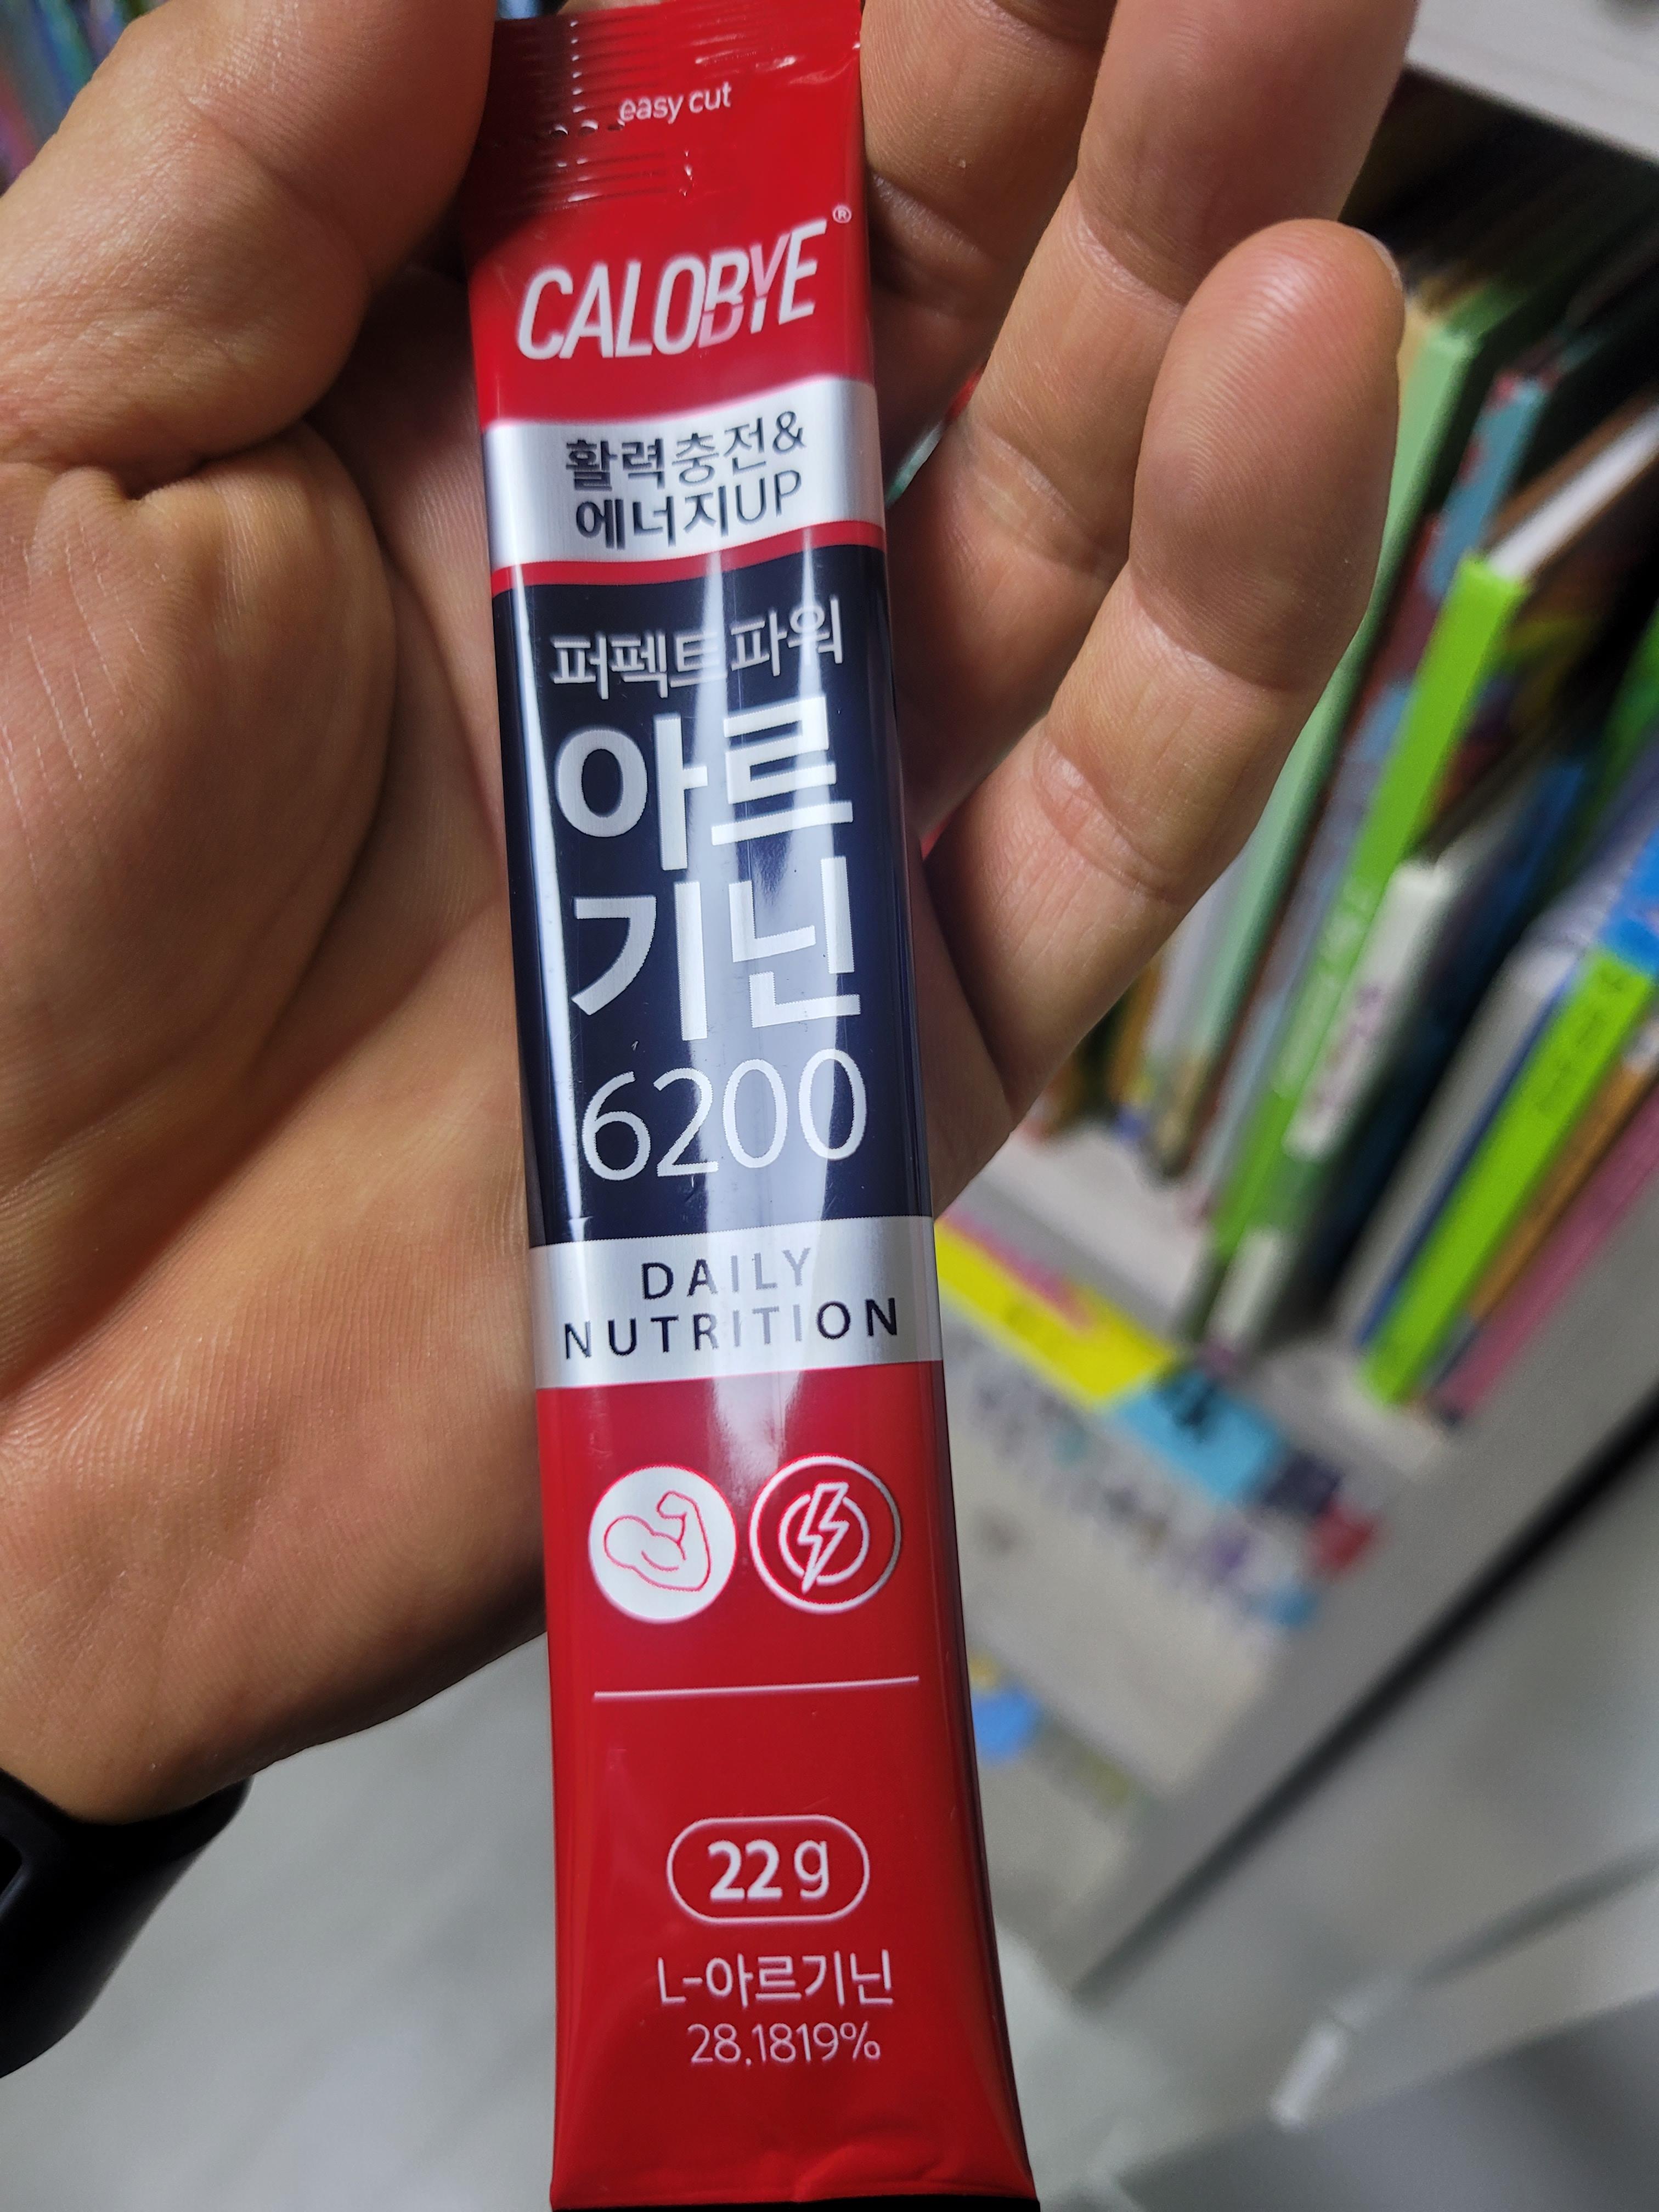 easy cut
CALOBYE®
활력충전&
에너지UP
퍼펙트파워
아르
기닌
6200
DAILY
NUTRITION
22g
L-아르기닌
28.1819%